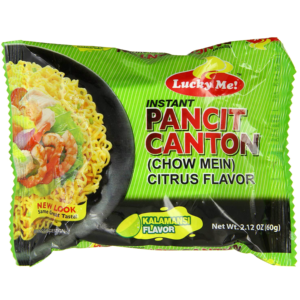 Lucky Me!
INSTANT
PANCIT
CANTON
(CHOW MEIN)
CITRUS FLAVOR
NEW LOOK
Same Great Taste!
KALAMANSI
FLAVOR
Net Wt. 2.12 OZ (60g)